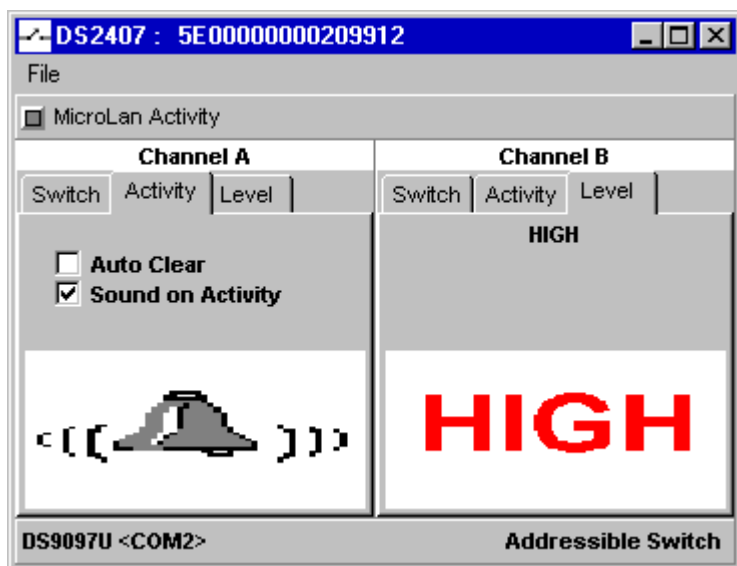 DS2407 : 5E00000000209912
File
MicroLan Activity
Channel A
Channel B
Switch Activity Level
Switch Activity Level
Auto Clear
Sound on Activity
HIGH
HIGH
DS9097U <COM2>
Addressible Switch